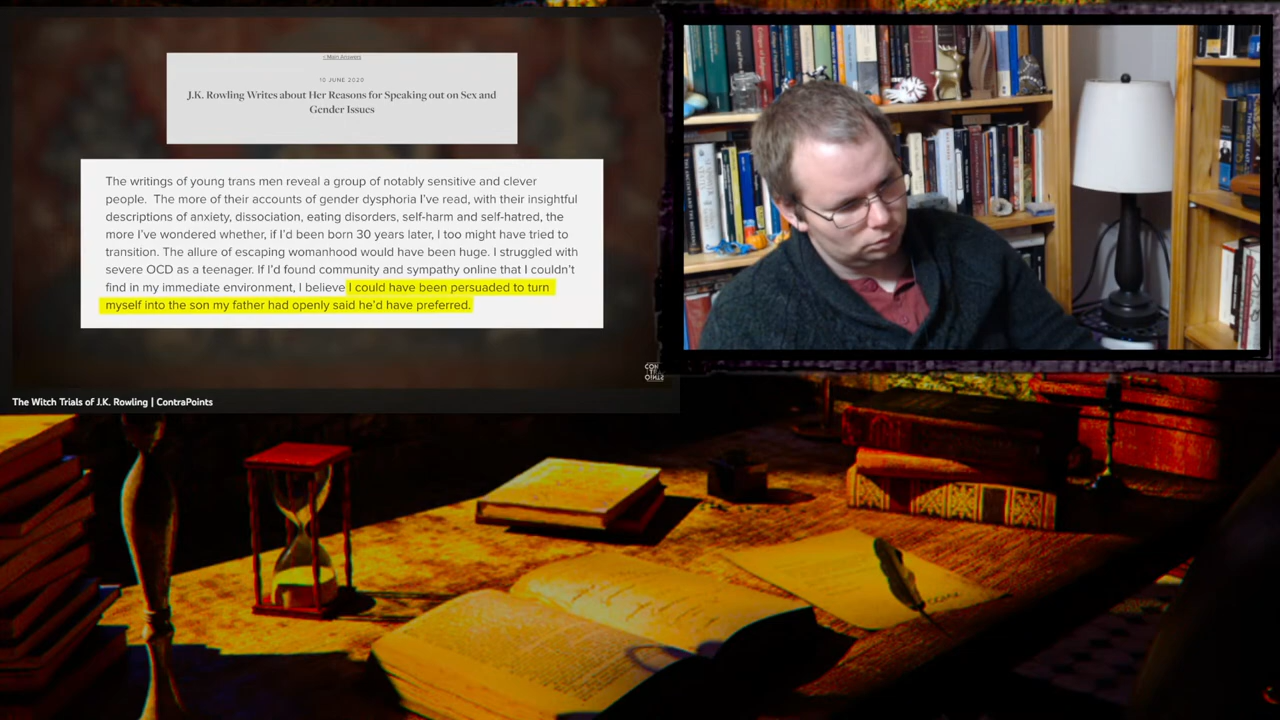 < Main Answers
10 JUNE 2020
J.K. Rowling Writes about Her Reasons for Speaking out on Sex and
Gender Issues
The writings of young trans men reveal a group of notably sensitive and clever
people.  The more of their accounts of gender dysphoria I’ve read, with their insightful
descriptions of anxiety, dissociation, eating disorders, self-harm and self-hatred, the
more I’ve wondered whether, if I’d been born 30 years later, I too might have tried to
transition. The allure of escaping womanhood would have been huge. I struggled with
severe OCD as a teenager. If I’d found community and sympathy online that I couldn’t
find in my immediate environment, I believe I could have been persuaded to turn
myself into the son my father had openly said he’d have preferred.
The Witch Trials of J.K. Rowling | ContraPoints